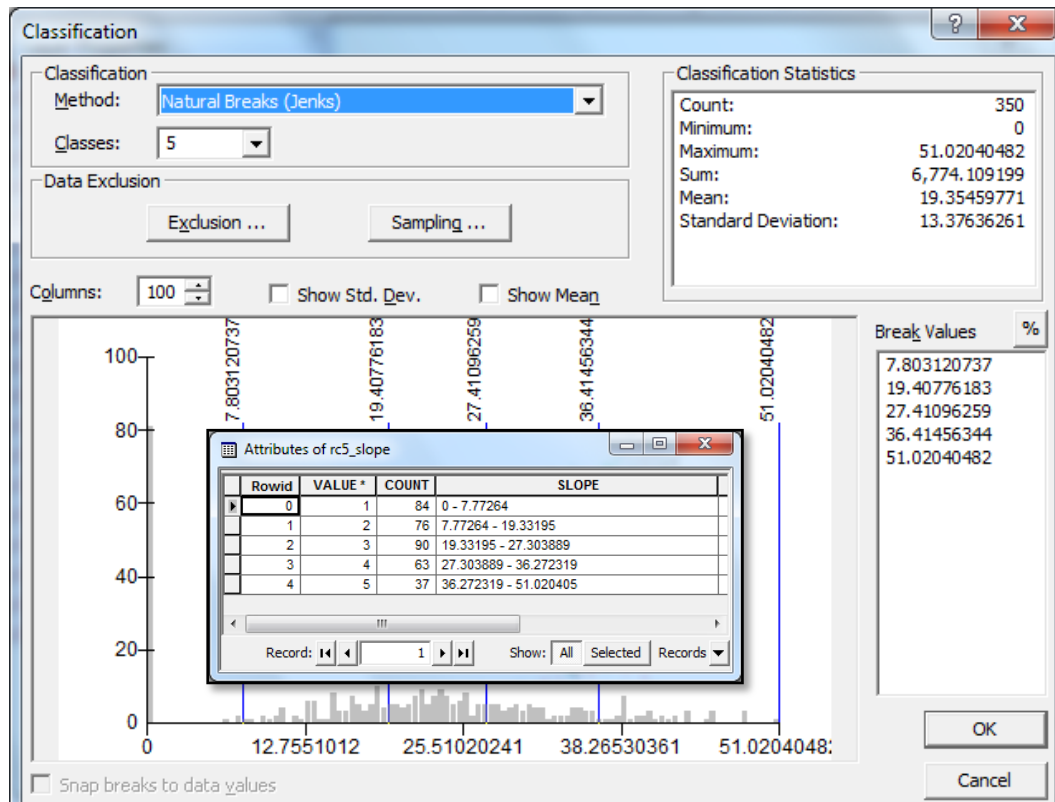 Classification
?
X
Classification
Method: Natural Breaks (Jenks)
Classes: 5
Data Exclusion
Exclusion ...
Sampling ...
Classification Statistics
Count: 350
Minimum: 0
Maximum: 51.02040482
Sum: 6,774.109199
Mean: 19.35459771
Standard Deviation: 13.37636261
Columns: 100
Show Std. Dev.
Show Mean
7.803120737
19.40776183
27.41096259
36.41456344
51.02040482
100
80
60
40
20
0
0 12.7551012 25.51020241 38.26530361 51.02040482
Attributes of rc5_slope
Rowid VALUE * COUNT SLOPE
0 1 84 0 - 7.77264
1 2 76 7.77264 - 19.33195
2 3 90 19.33195 - 27.303889
3 4 63 27.303889 - 36.272319
4 5 37 36.272319 - 51.020405
Record: 1 Show: All Selected Records
Break Values %
7.803120737
19.40776183
27.41096259
36.41456344
51.02040482
OK
Cancel
Snap breaks to data values